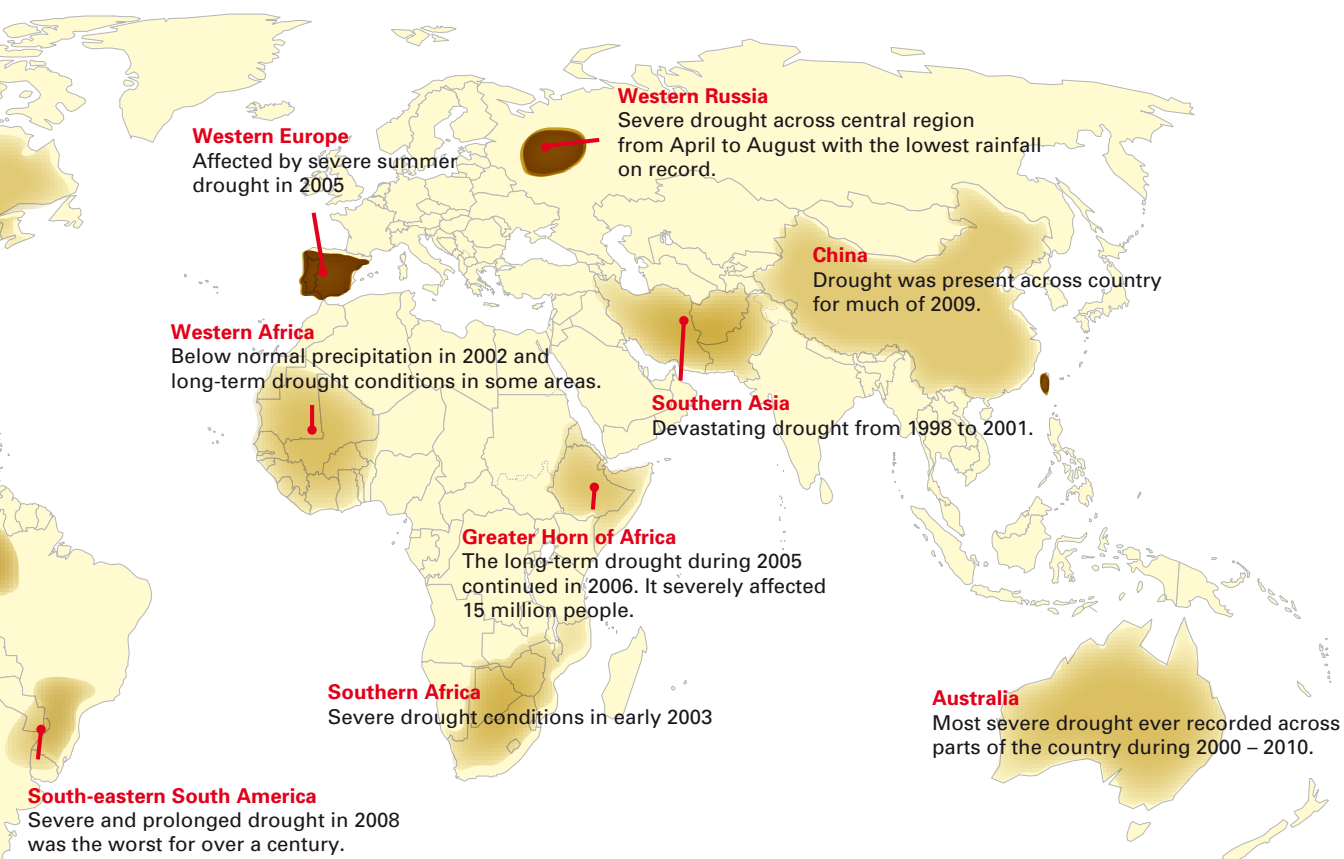 Western Russia
Severe drought across central region
from April to August with the lowest rainfall
on record.
Western Europe
Affected by severe summer
drought in 2005
China
Drought was present across country
for much of 2009.
Western Africa
Below normal precipitation in 2002 and
long-term drought conditions in some areas.
Southern Asia
Devastating drought from 1998 to 2001.
Greater Horn of Africa
The long-term drought during 2005
continued in 2006. It severely affected
15 million people.
Southern Africa
Severe drought conditions in early 2003
Australia
Most severe drought ever recorded across
parts of the country during 2000 – 2010.
South-eastern South America
Severe and prolonged drought in 2008
was the worst for over a century.